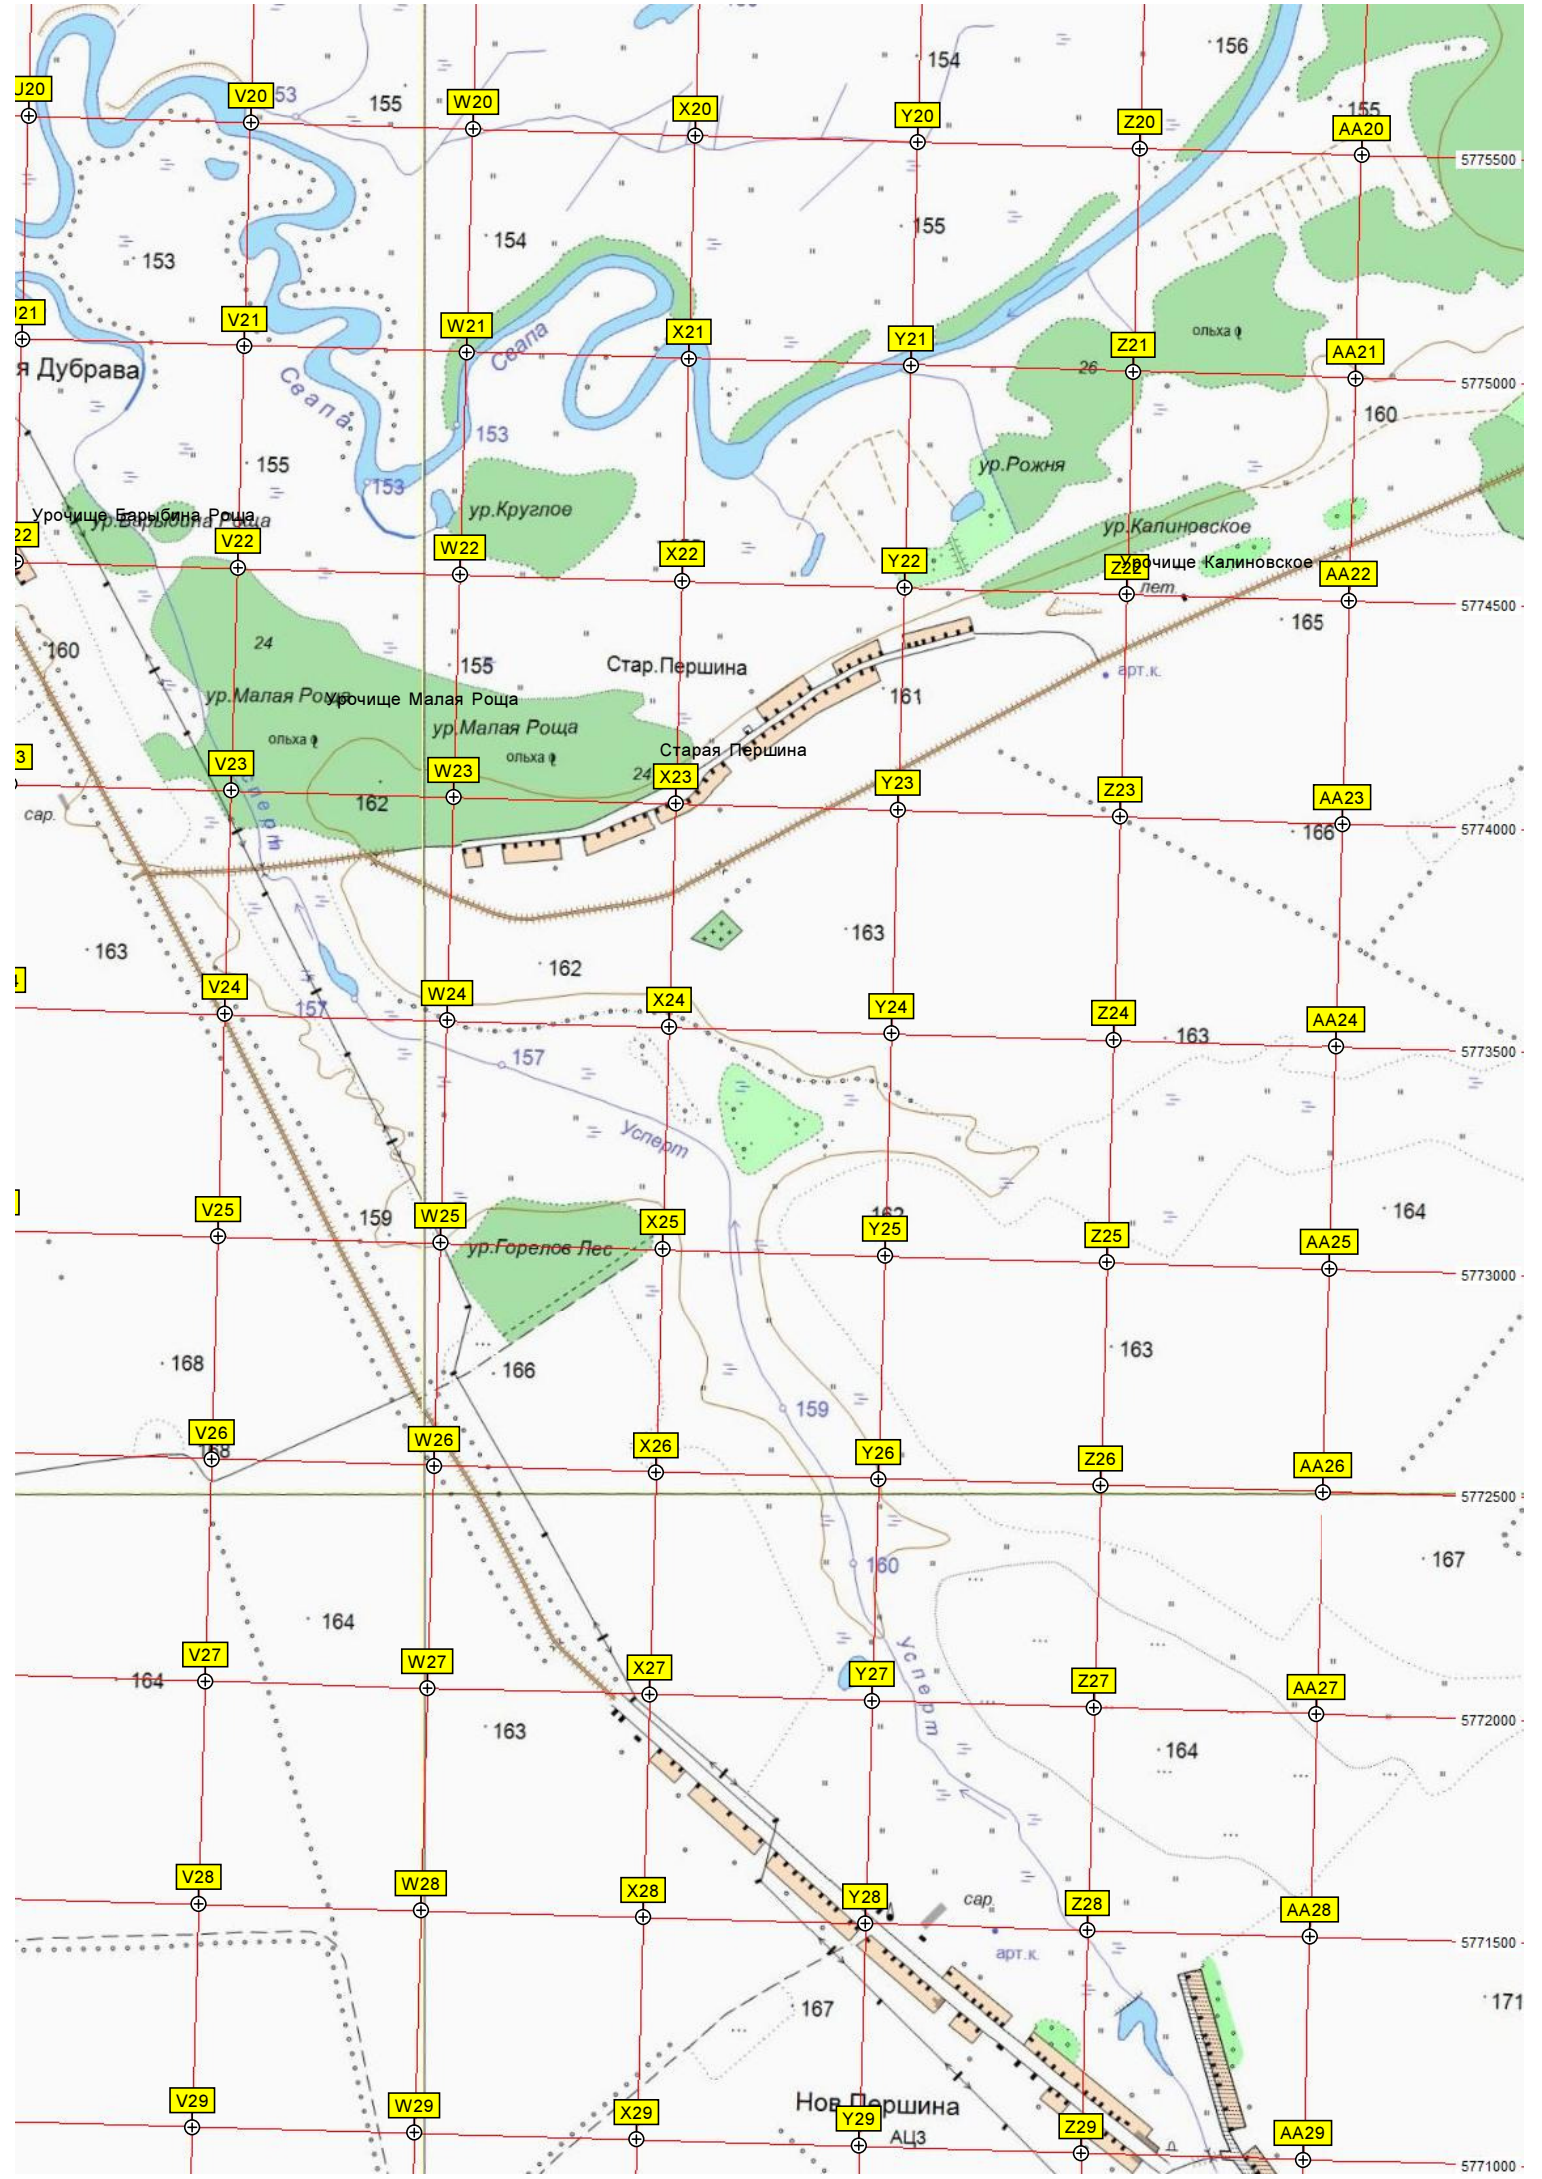 156
154
155
U20
V20
53
155
W20
X20
Y20
Z20
AA20
5775500
155
154
153
21
V21
W21
X21
Y21
Z21
AA21
ольха
26
Свапа
Свапа
я Дубрава
5775000
160
153
155
153
ур.Рожня
ур.Круглое
Урочище Барыбина Роща
ур.Барыбина Роща
ур.Калиновское
22
V22
W22
X22
Y22
Z22
Урочище Калиновское
AA22
лет.
5774500
165
24
160
155
Стар.Першина
арт.к.
161
ур.Малая Роща
Урочище Малая Роща
ур.Малая Роща
ольха
ольха
Старая Першина
3
V23
W23
24
X23
Y23
Z23
AA23
162
сар.
166
5774000
163
163
162
V24
W24
X24
Y24
Z24
AA24
157
163
5773500
157
Усперт
V25
159
W25
X25
Y25
Z25
AA25
164
ур.Горелов Лес
5773000
168
166
163
159
V26
W26
X26
Y26
Z26
AA26
5772500
160
167
164
Усперт
V27
W27
X27
Y27
Z27
AA27
164
163
5772000
164
V28
W28
X28
Y28
сар.
Z28
AA28
арт.к.
5771500
167
171
V29
W29
X29
Нов.Першина
Y29
АЦЗ
Z29
AA29
5771000